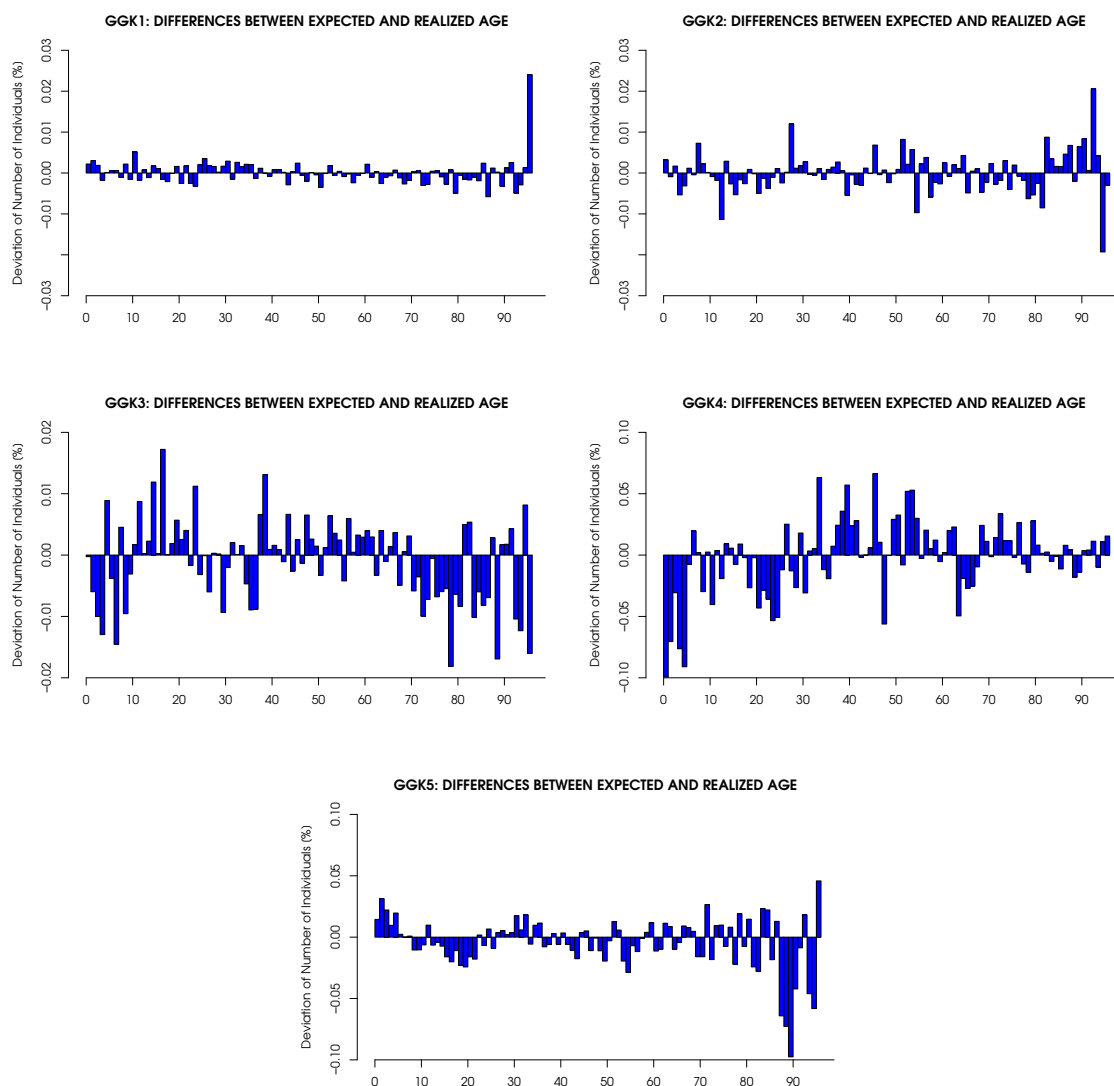 GGK1: DIFFERENCES BETWEEN EXPECTED AND REALIZED AGE
Deviation of Number of Individuals (%)
0.03
0.02
0.01
0.00
−0.01
−0.03
0 10 20 30 40 50 60 70 80 90
GGK2: DIFFERENCES BETWEEN EXPECTED AND REALIZED AGE
Deviation of Number of Individuals (%)
0.03
0.02
0.01
0.00
−0.01
−0.03
0 10 20 30 40 50 60 70 80 90
GGK3: DIFFERENCES BETWEEN EXPECTED AND REALIZED AGE
Deviation of Number of Individuals (%)
0.02
0.01
0.00
−0.01
−0.02
0 10 20 30 40 50 60 70 80 90
GGK4: DIFFERENCES BETWEEN EXPECTED AND REALIZED AGE
Deviation of Number of Individuals (%)
0.10
0.05
0.00
−0.05
−0.10
0 10 20 30 40 50 60 70 80 90
GGK5: DIFFERENCES BETWEEN EXPECTED AND REALIZED AGE
Deviation of Number of Individuals (%)
0.10
0.05
0.00
−0.05
−0.10
0 10 20 30 40 50 60 70 80 90